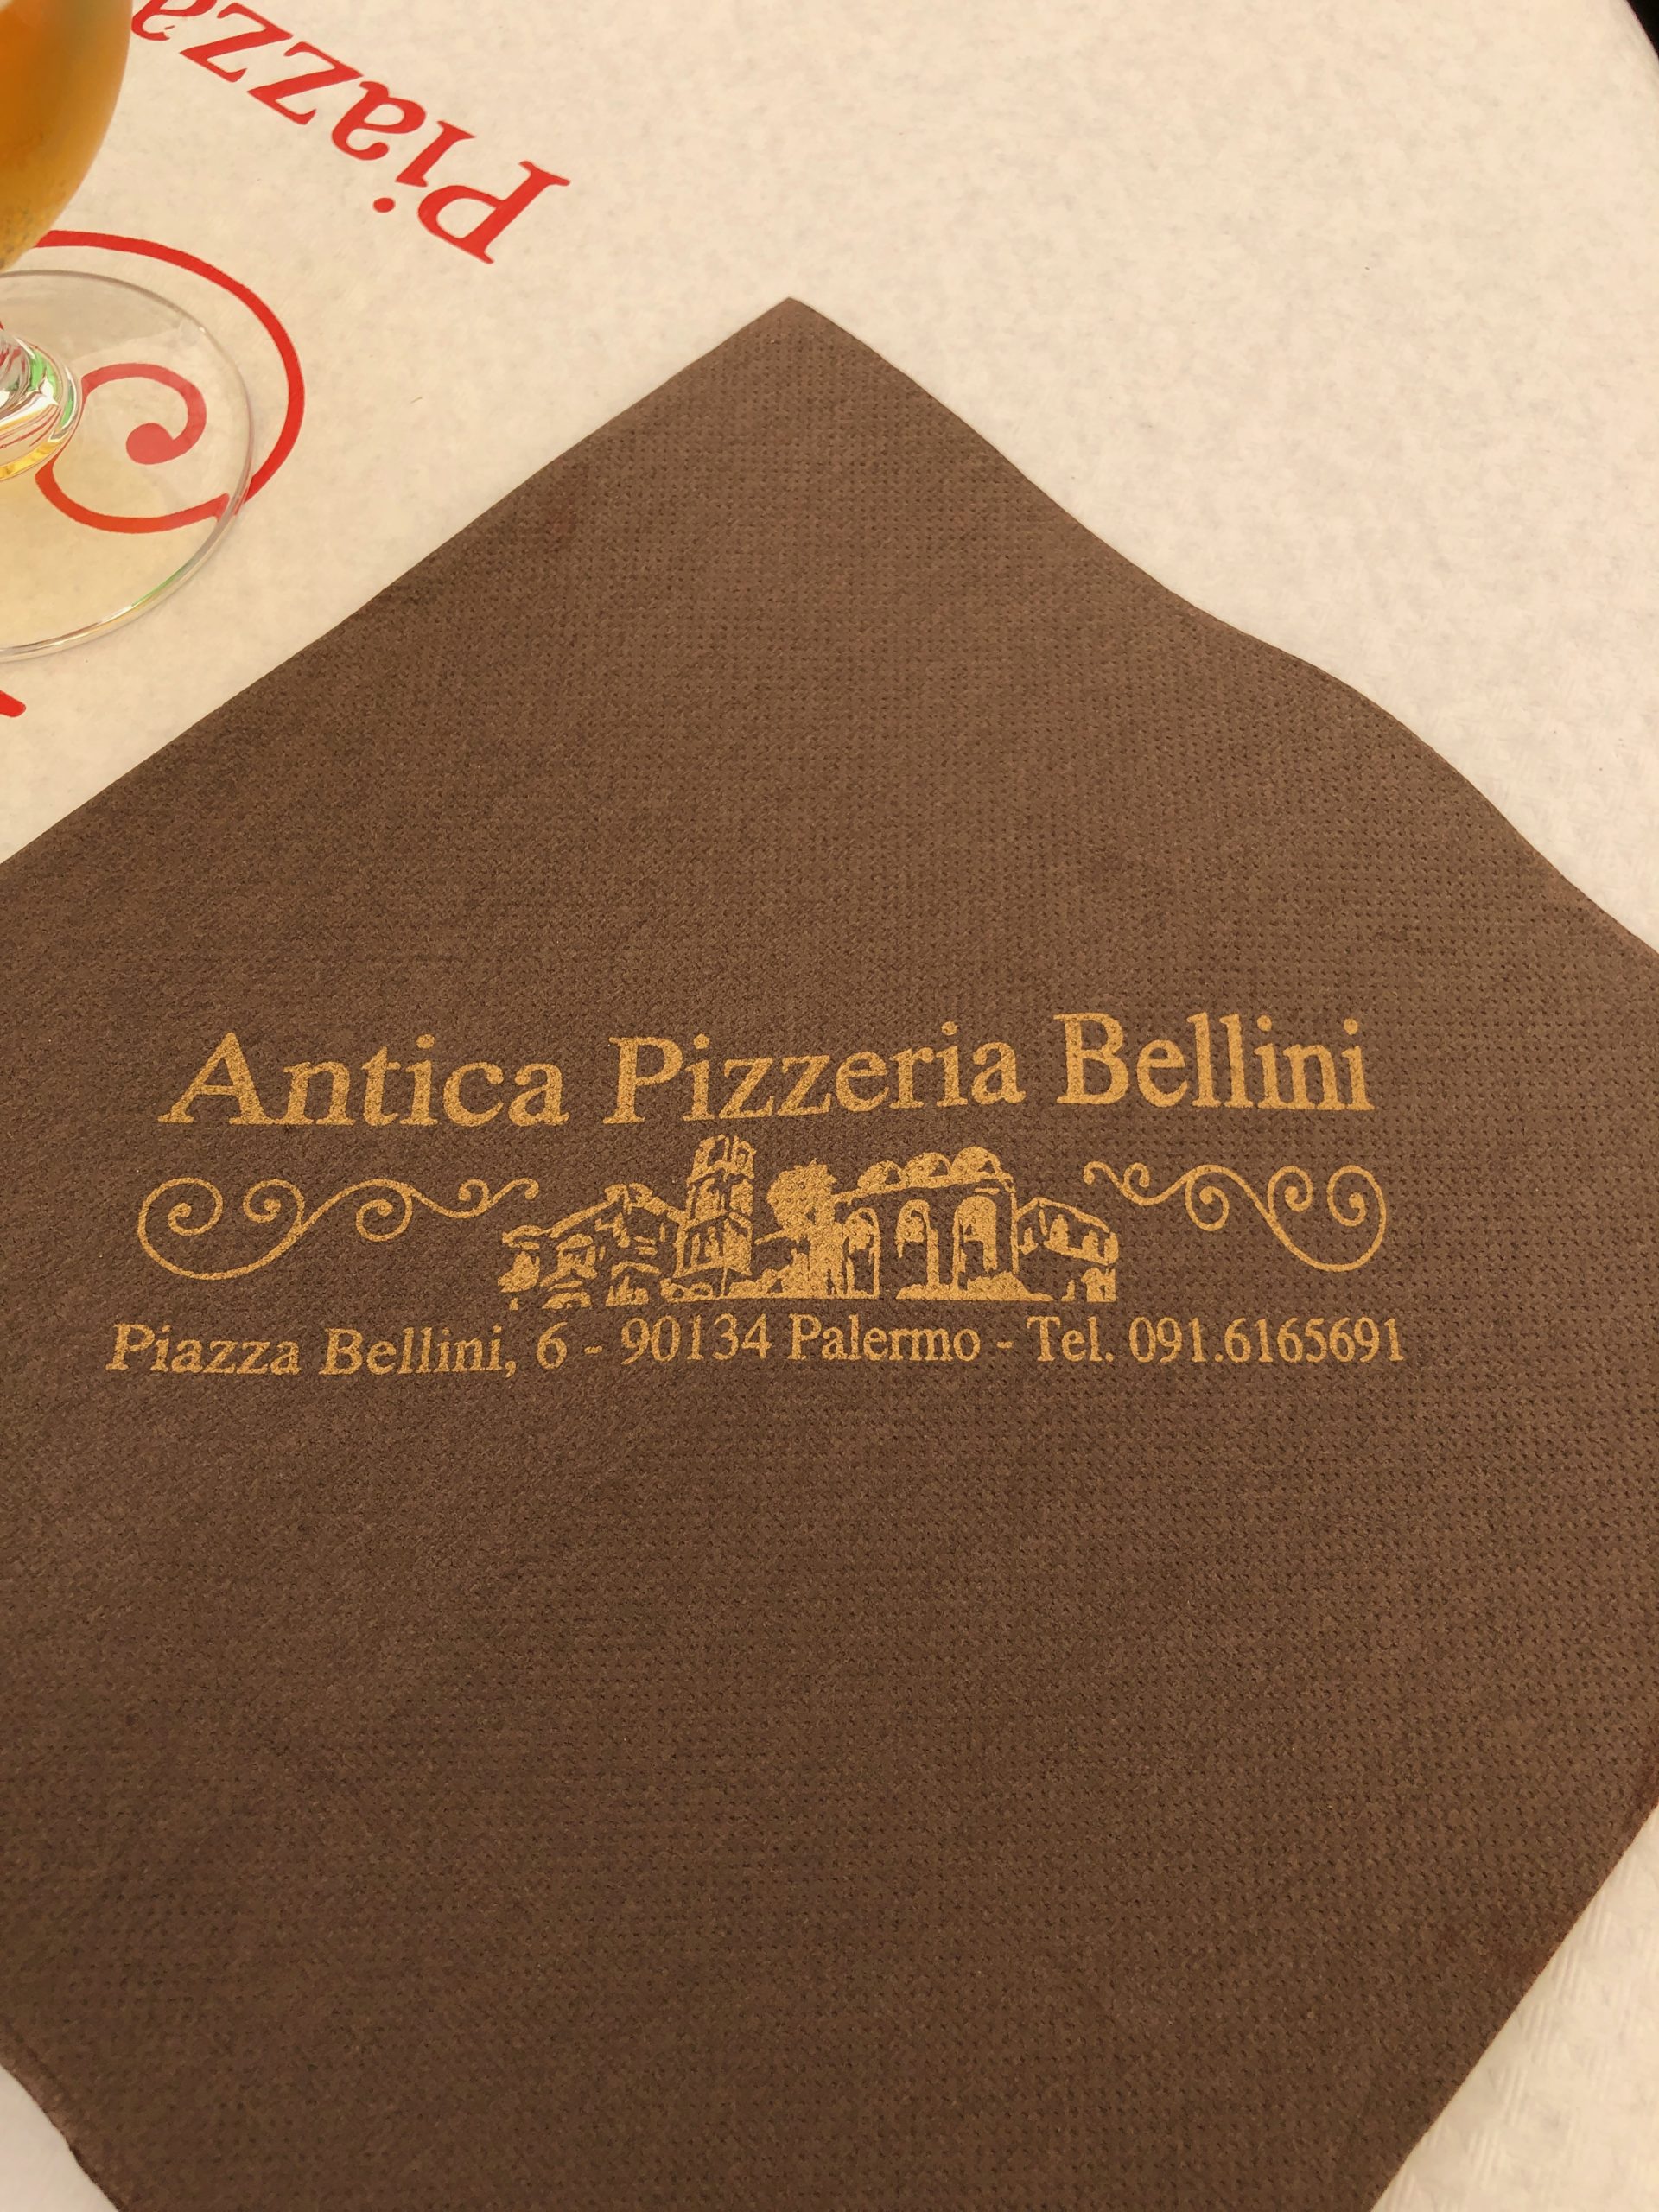 Piazza
Antica Pizzeria Bellini
Piazza Bellini, 6 - 90134 Palermo - Tel. 091.6165691